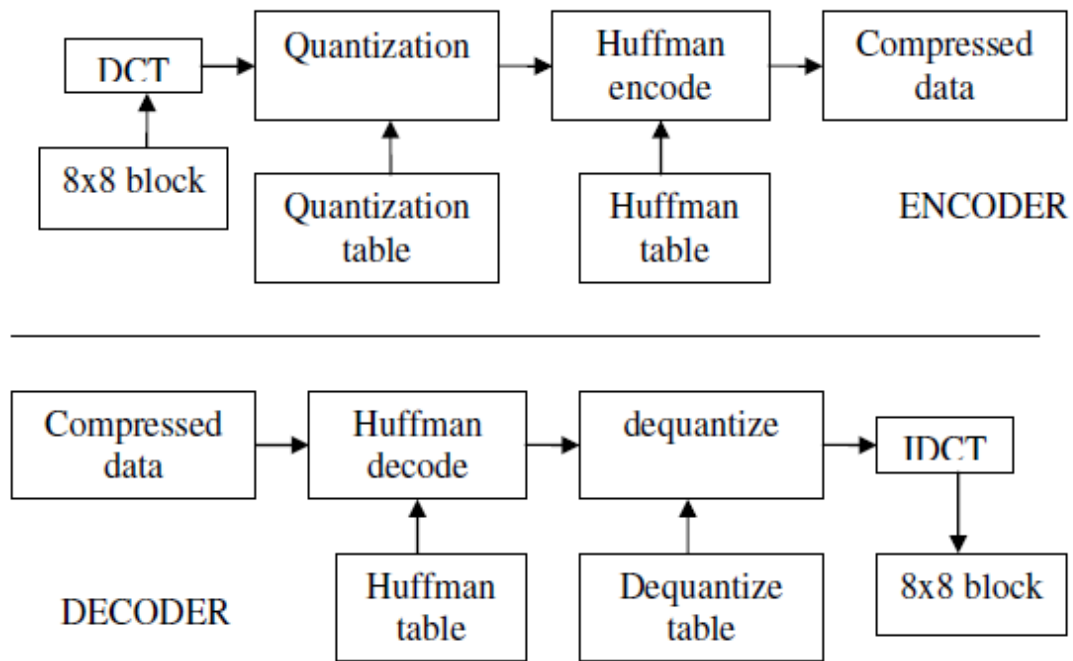 DCT
Quantization
Huffman
encode
Compressed
data
8x8 block
Quantization
table
Huffman
table
ENCODER
Compressed
data
Huffman
decode
dequantize
IDCT
DECODER
Huffman
table
Dequantize
table
8x8 block